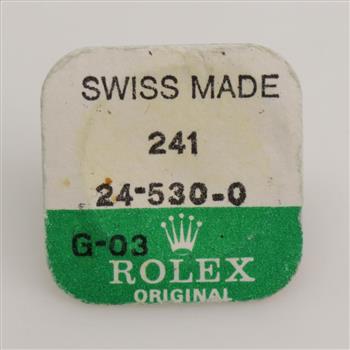 SWISS MADE
241
24-530-0
G-03
ROLEX
ORIGINAL